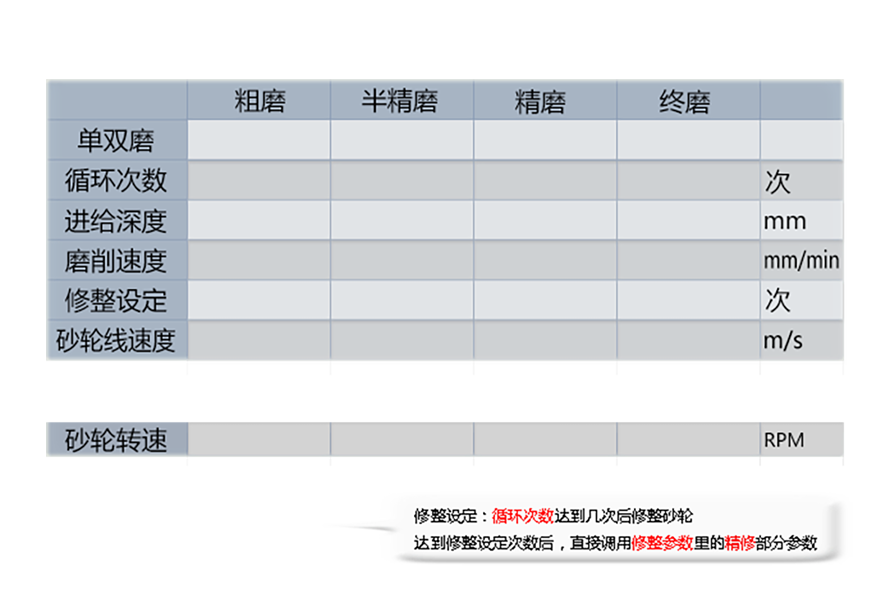 粗磨 半精磨 精磨 终磨
单双磨
循环次数 次
进给深度 mm
磨削速度 mm/min
修整设定 次
砂轮线速度 m/s
砂轮转速 RPM
修整设定：循环次数达到几次后修整砂轮
达到修整设定次数后，直接调用修整参数里的精修部分参数